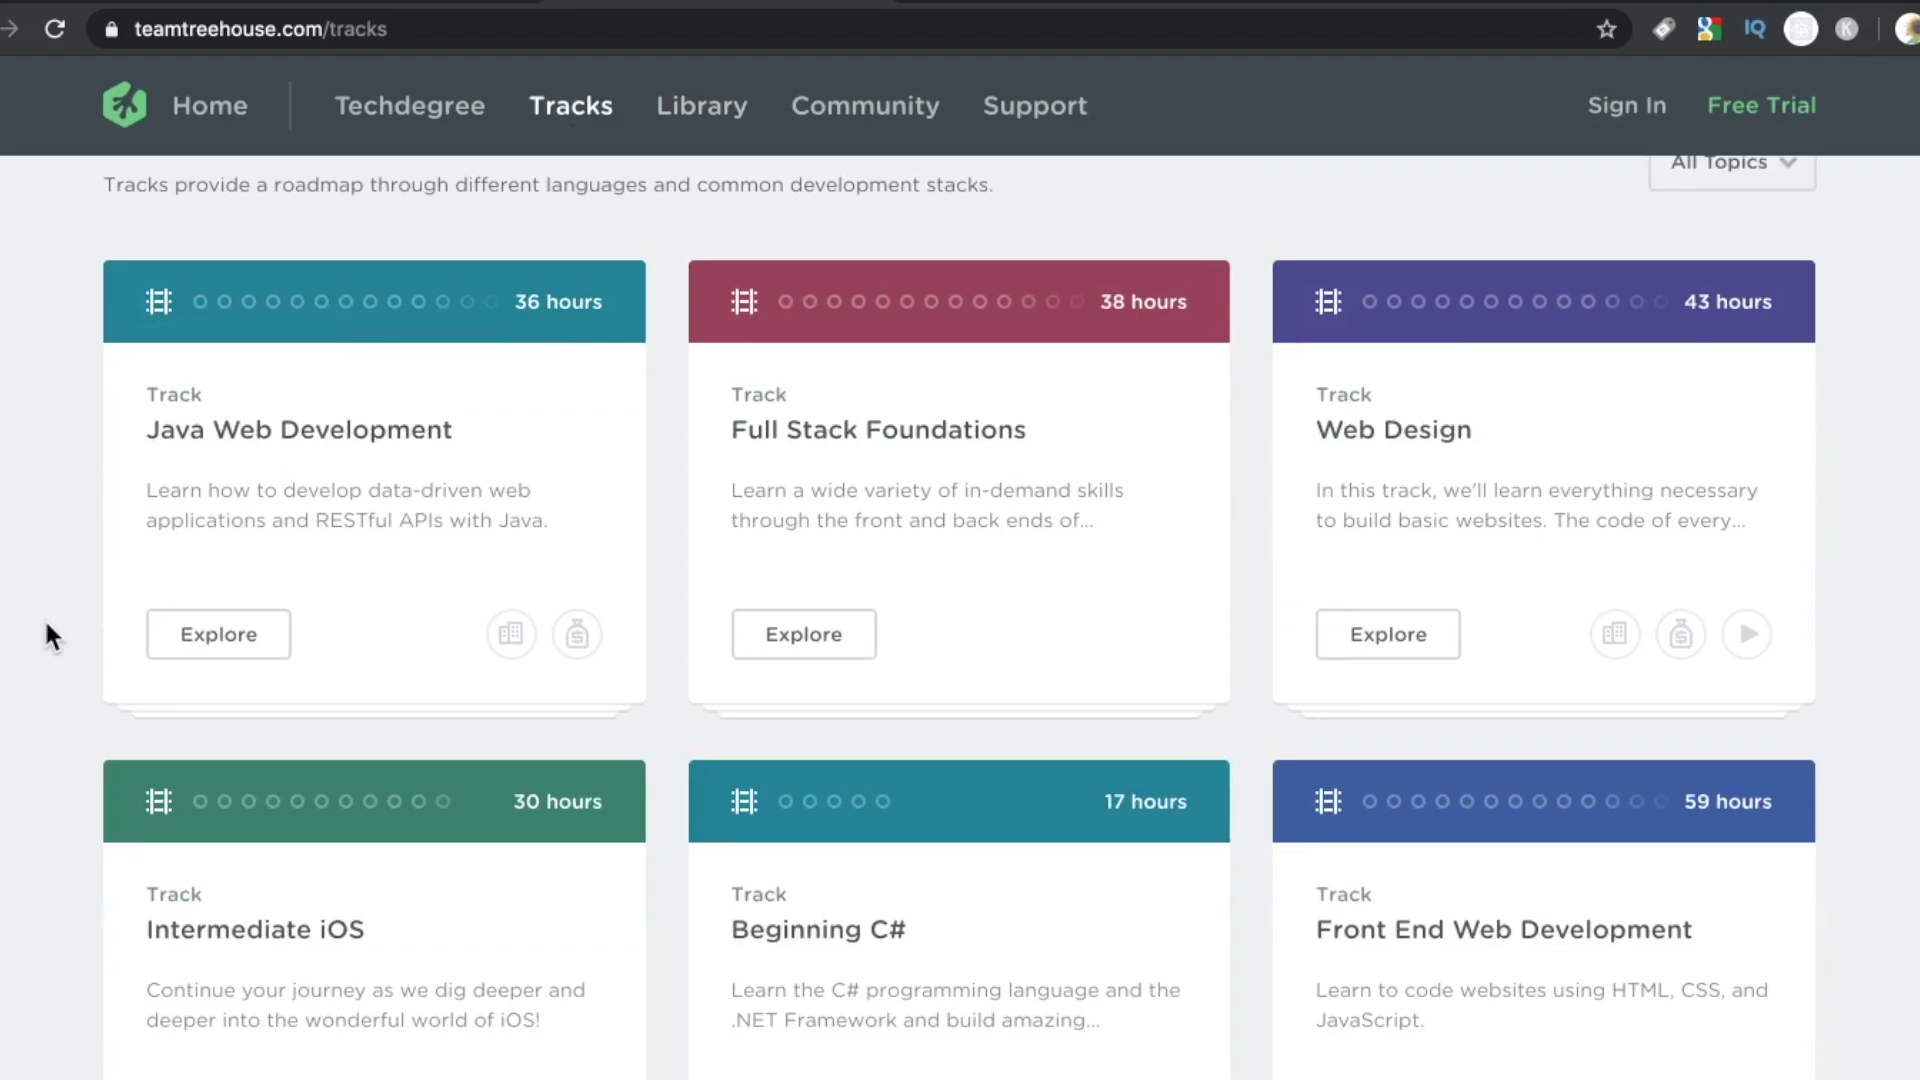 teamtreehouse.com/tracks
IQ
K
Home
Techdegree
Tracks
Library
Community
Support
Sign In
Free Trial
All Topics
Tracks provide a roadmap through different languages and common development stacks.
36 hours
Track
Java Web Development
Learn how to develop data-driven web
applications and RESTful APIs with Java.
Explore
38 hours
Track
Full Stack Foundations
Learn a wide variety of in-demand skills
through the front and back ends of...
Explore
43 hours
Track
Web Design
In this track, we'll learn everything necessary
to build basic websites. The code of every...
Explore
30 hours
Track
Intermediate iOS
Continue your journey as we dig deeper and
deeper into the wonderful world of iOS!
17 hours
Track
Beginning C#
Learn the C# programming language and the
.NET Framework and build amazing...
59 hours
Track
Front End Web Development
Learn to code websites using HTML, CSS, and
JavaScript.